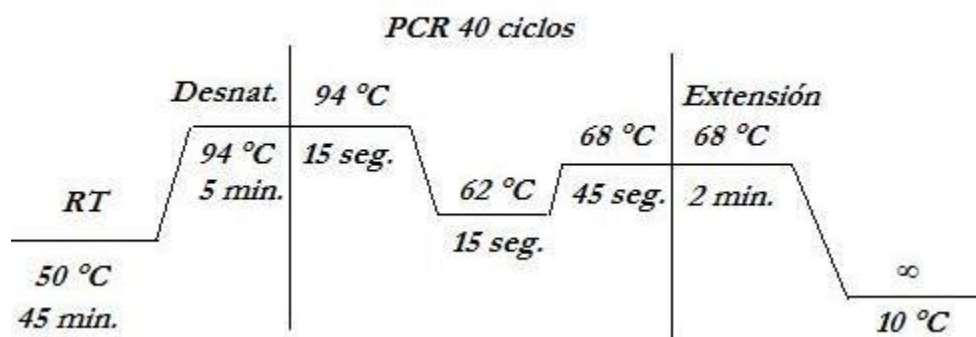 PCR 40 ciclos
RT
50 °C
45 min.
Desnat.
94 °C
5 min.
94 °C
15 seg.
62 °C
15 seg.
68 °C
45 seg.
Extensión
68 °C
2 min.
∞
10 °C